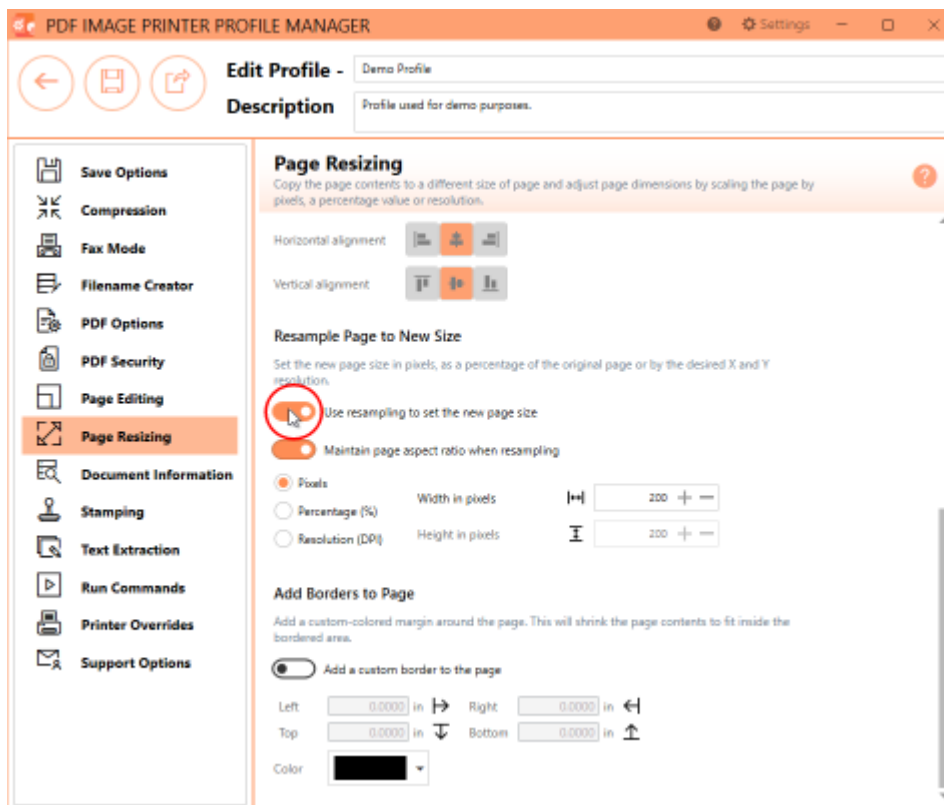 PDF IMAGE PRINTER PROFILE MANAGER
Settings
Edit Profile - Demo Profile
Description Profile used for demo purposes.
Save Options
Compression
Fax Mode
Filename Creator
PDF Options
PDF Security
Page Editing
Page Resizing
Document Information
Stamping
Text Extraction
Run Commands
Printer Overrides
Support Options
Page Resizing
Copy the page contents to a different size of page and adjust page dimensions by scaling the page by
pixels, a percentage value or resolution.
Horizontal alignment
Vertical alignment
Resample Page to New Size
Set the new page size in pixels, as a percentage of the original page or by the desired X and Y
resolution.
Use resampling to set the new page size
Maintain page aspect ratio when resampling
Pixels
Percentage (%)
Resolution (DPI)
Width in pixels 200
Height in pixels 200
Add Borders to Page
Add a custom-colored margin around the page. This will shrink the page contents to fit inside the
bordered area.
Add a custom border to the page
Left 0.0000 in Right 0.0000 in
Top 0.0000 in Bottom 0.0000 in
Color